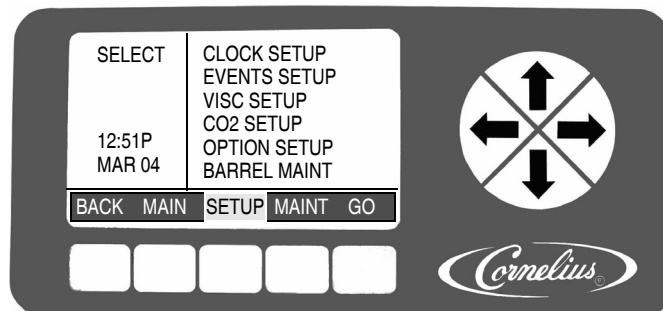 SELECT
12:51P
MAR 04
CLOCK SETUP
EVENTS SETUP
VISC SETUP
CO2 SETUP
OPTION SETUP
BARREL MAINT
BACK MAIN SETUP MAINT GO
Cornelius®